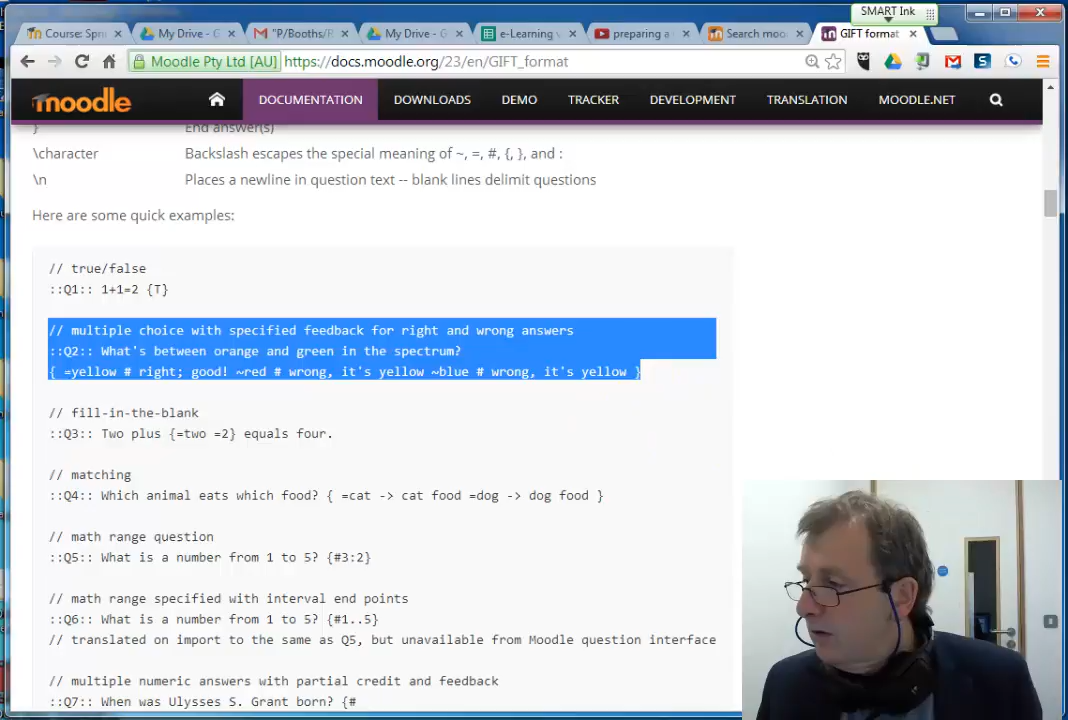 SMART Ink
Course: Spr
My Drive - G
"P/Booths/R
My Drive - G
e-Learning
preparing a
Search moo
GIFT format
Moodle Pty Ltd [AU]
https://docs.moodle.org/23/en/GIFT_format
moodle
DOCUMENTATION
DOWNLOADS
DEMO
TRACKER
DEVELOPMENT
TRANSLATION
MOODLE.NET
} End answer(s)
\character Backslash escapes the special meaning of ~, =, #, {, }, and :
\n Places a newline in question text -- blank lines delimit questions
Here are some quick examples:
// true/false
::Q1:: 1+1=2 {T}
// multiple choice with specified feedback for right and wrong answers
::Q2:: What's between orange and green in the spectrum?
{ =yellow # right; good! ~red # wrong, it's yellow ~blue # wrong, it's yellow }
// fill-in-the-blank
::Q3:: Two plus {=two =2} equals four.
// matching
::Q4:: Which animal eats which food? { =cat -> cat food =dog -> dog food }
// math range question
::Q5:: What is a number from 1 to 5? {#3:2}
// math range specified with interval end points
::Q6:: What is a number from 1 to 5? {#1..5}
// translated on import to the same as Q5, but unavailable from Moodle question interface
// multiple numeric answers with partial credit and feedback
::Q7:: When was Ulysses S. Grant born? {#